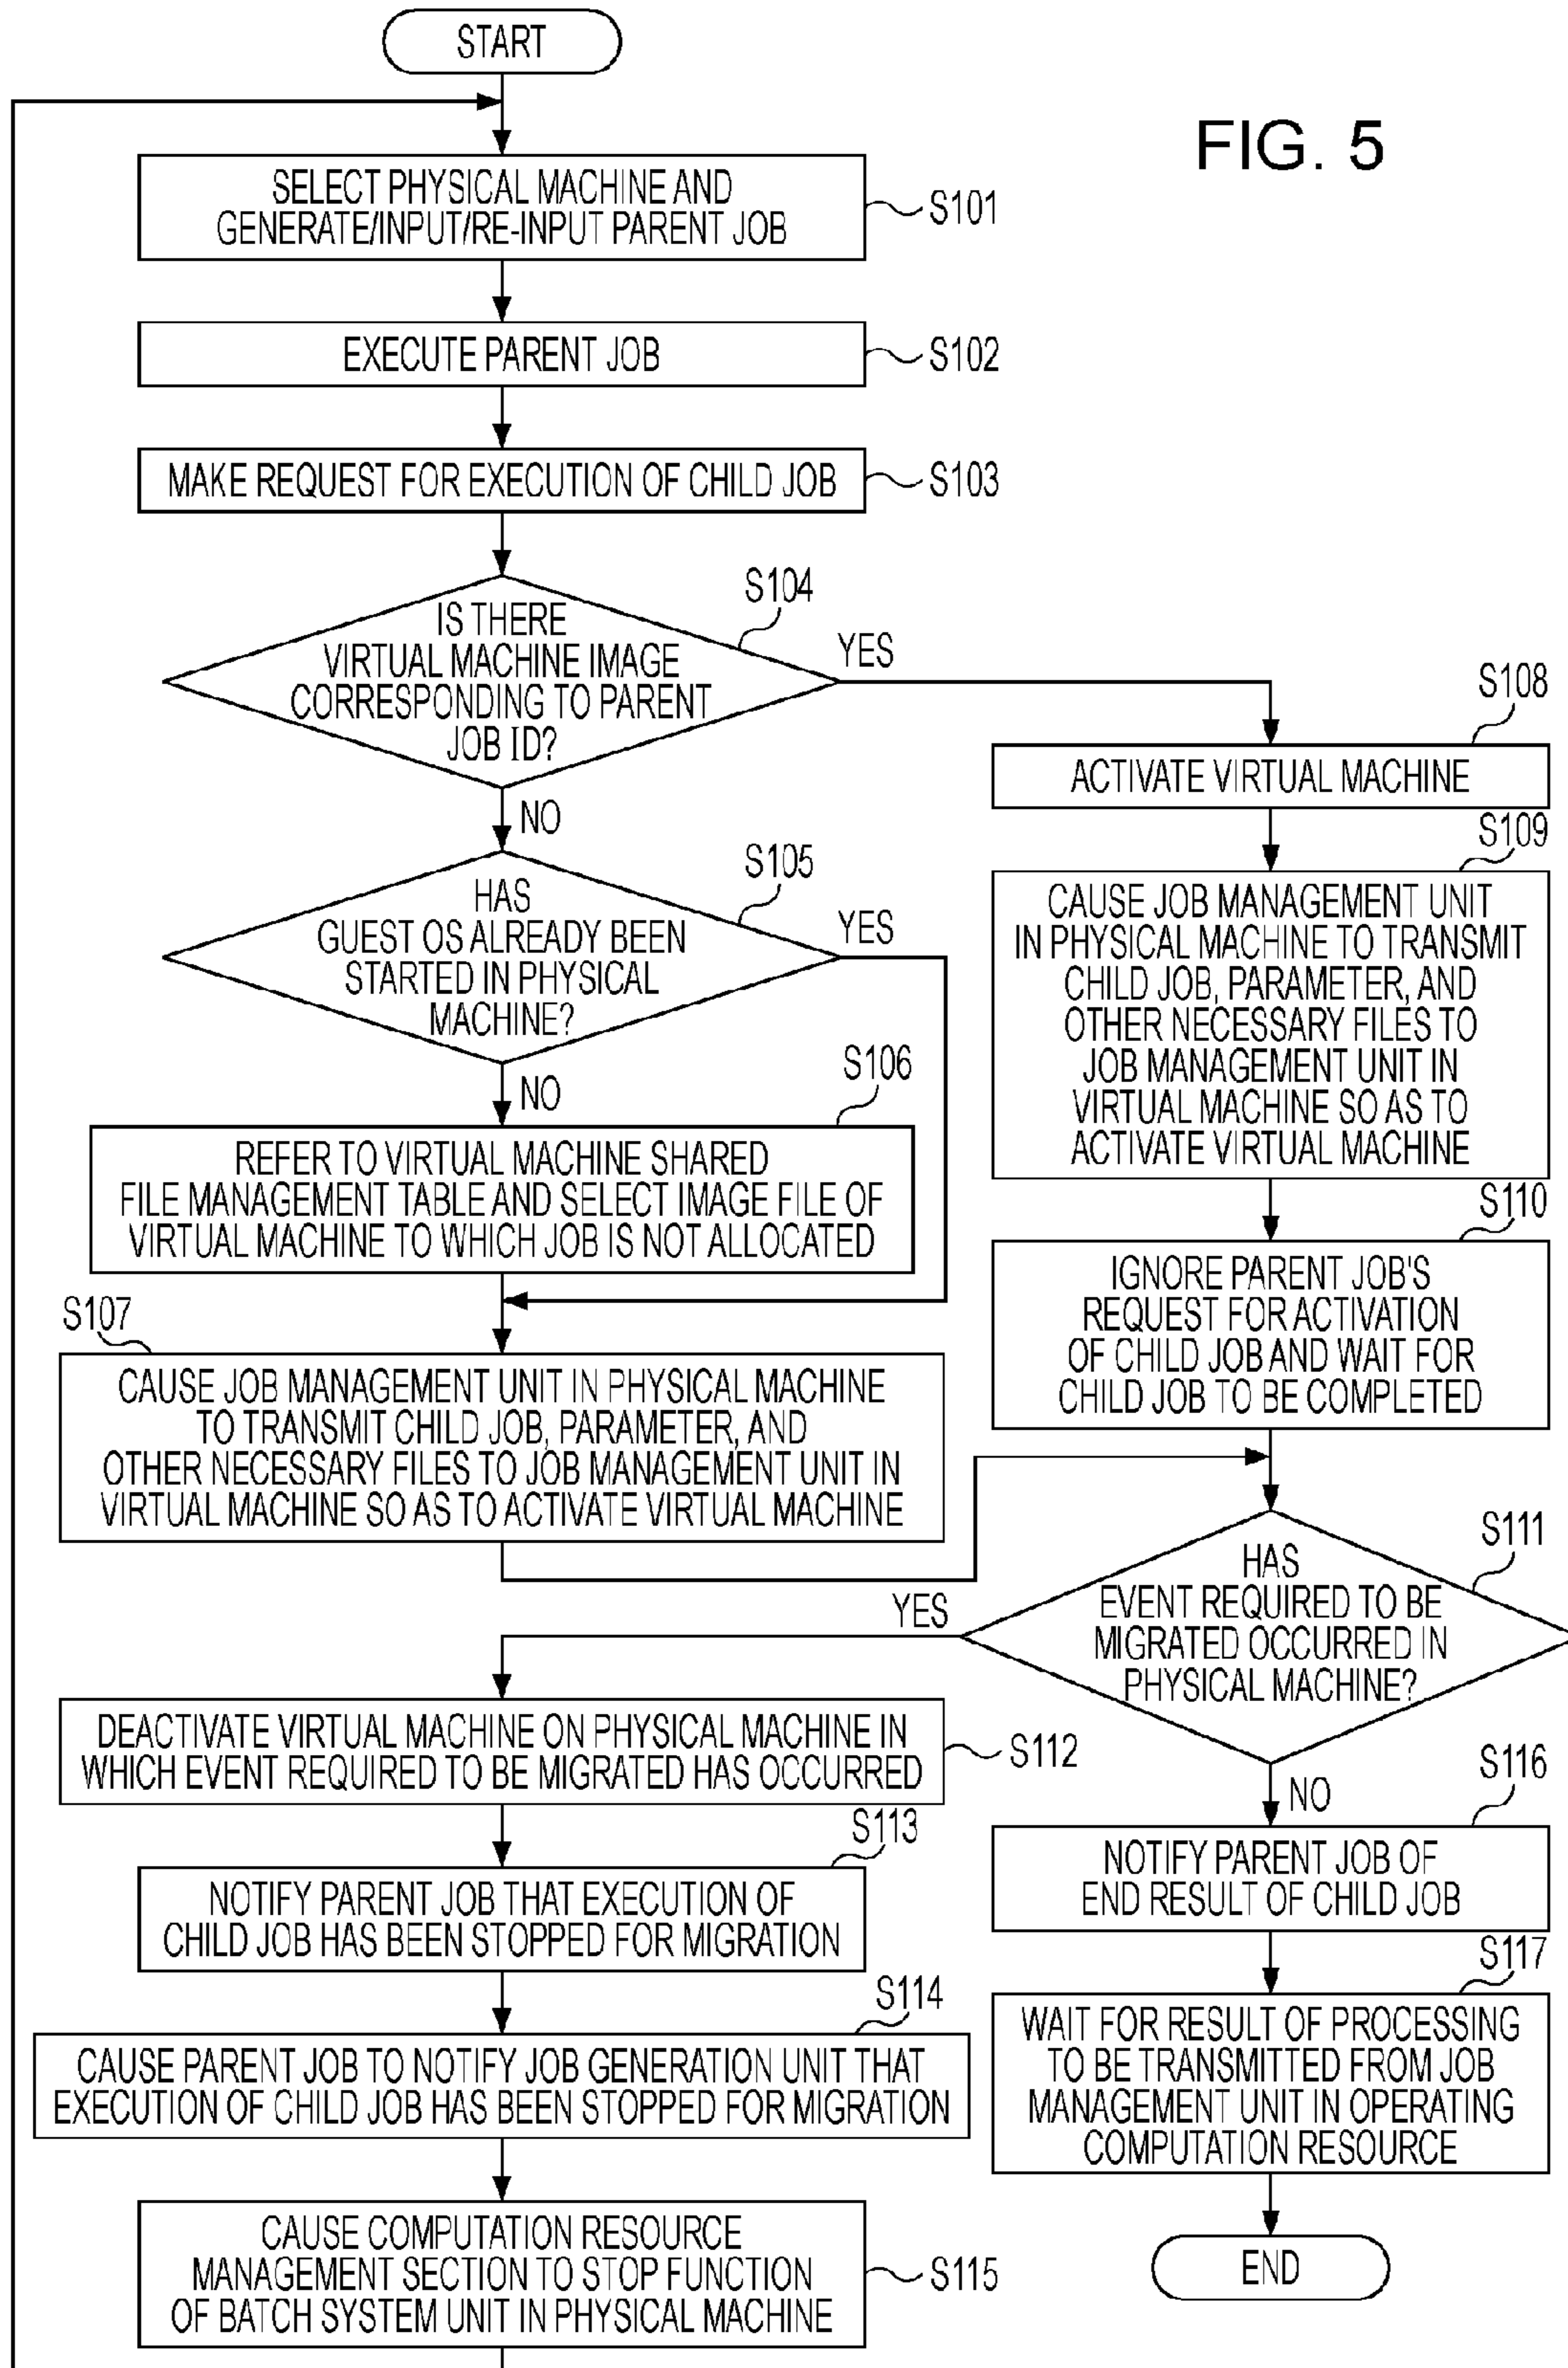 FIG. 5
START
SELECT PHYSICAL MACHINE AND
GENERATE/INPUT/RE-INPUT PARENT JOB
S101
EXECUTE PARENT JOB
S102
MAKE REQUEST FOR EXECUTION OF CHILD JOB
S103
S104
IS THERE
VIRTUAL MACHINE IMAGE
CORRESPONDING TO PARENT
JOB ID?
YES
NO
S105
HAS
GUEST OS ALREADY BEEN
STARTED IN PHYSICAL
MACHINE?
YES
NO
S106
REFER TO VIRTUAL MACHINE SHARED
FILE MANAGEMENT TABLE AND SELECT IMAGE FILE OF
VIRTUAL MACHINE TO WHICH JOB IS NOT ALLOCATED
S107
CAUSE JOB MANAGEMENT UNIT IN PHYSICAL MACHINE
TO TRANSMIT CHILD JOB, PARAMETER, AND
OTHER NECESSARY FILES TO JOB MANAGEMENT UNIT IN
VIRTUAL MACHINE SO AS TO ACTIVATE VIRTUAL MACHINE
S108
ACTIVATE VIRTUAL MACHINE
S109
CAUSE JOB MANAGEMENT UNIT
IN PHYSICAL MACHINE TO TRANSMIT
CHILD JOB, PARAMETER, AND
OTHER NECESSARY FILES TO
JOB MANAGEMENT UNIT IN
VIRTUAL MACHINE SO AS TO
ACTIVATE VIRTUAL MACHINE
S110
IGNORE PARENT JOB'S
REQUEST FOR ACTIVATION
OF CHILD JOB AND WAIT FOR
CHILD JOB TO BE COMPLETED
S111
HAS
EVENT REQUIRED TO BE
MIGRATED OCCURRED IN
PHYSICAL MACHINE?
YES
NO
DEACTIVATE VIRTUAL MACHINE ON PHYSICAL MACHINE IN
WHICH EVENT REQUIRED TO BE MIGRATED HAS OCCURRED
S112
S113
NOTIFY PARENT JOB THAT EXECUTION OF
CHILD JOB HAS BEEN STOPPED FOR MIGRATION
S114
CAUSE PARENT JOB TO NOTIFY JOB GENERATION UNIT THAT
EXECUTION OF CHILD JOB HAS BEEN STOPPED FOR MIGRATION
CAUSE COMPUTATION RESOURCE
MANAGEMENT SECTION TO STOP FUNCTION
OF BATCH SYSTEM UNIT IN PHYSICAL MACHINE
S115
S116
NOTIFY PARENT JOB OF
END RESULT OF CHILD JOB
S117
WAIT FOR RESULT OF PROCESSING
TO BE TRANSMITTED FROM JOB
MANAGEMENT UNIT IN OPERATING
COMPUTATION RESOURCE
END